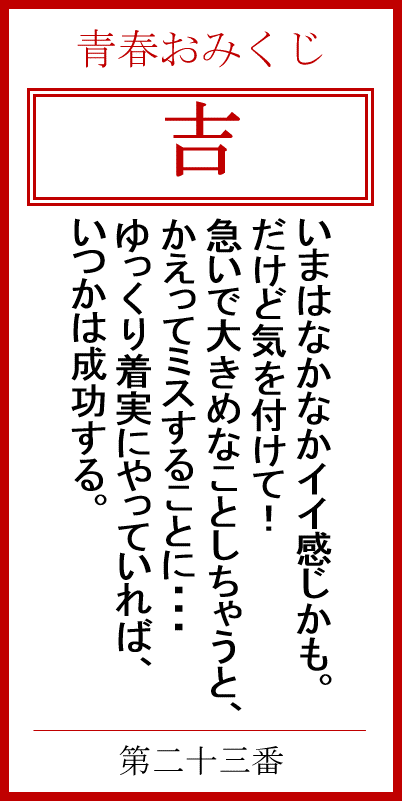 青春おみくじ
吉
いまはなかなかイイ感じかも。
だけど気を付けて！
急いで大きめなことしちゃうと、
かえってミスすることに・・・
ゆっくり着実にやっていれば、
いつかは成功する。
第二十三番